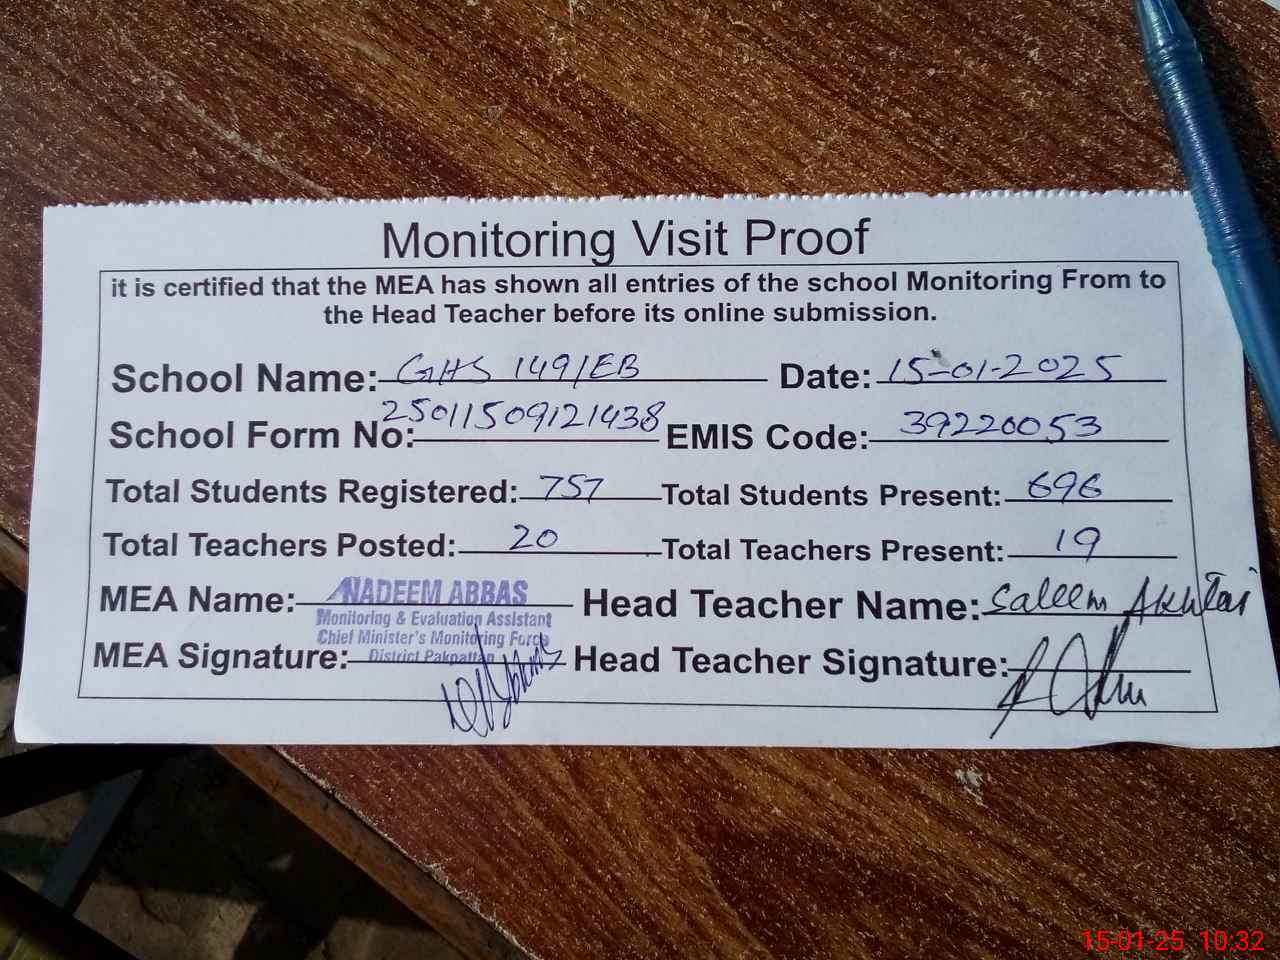 Monitoring Visit Proof
it is certified that the MEA has shown all entries of the school Monitoring From to
the Head Teacher before its online submission.
School Name: GHS 149/EB Date: 15-01-2025
School Form No: 25011509121438 EMIS Code: 39220053
Total Students Registered: 757 Total Students Present: 696
Total Teachers Posted: 20 Total Teachers Present: 19
MEA Name: NADEEM ABBAS Head Teacher Name: Saleem Akhtar
Monitoring & Evaluation Assistant
Chief Minister's Monitoring Force
MEA Signature: District Pakpattan Head Teacher Signature:
15-01-25 10:32